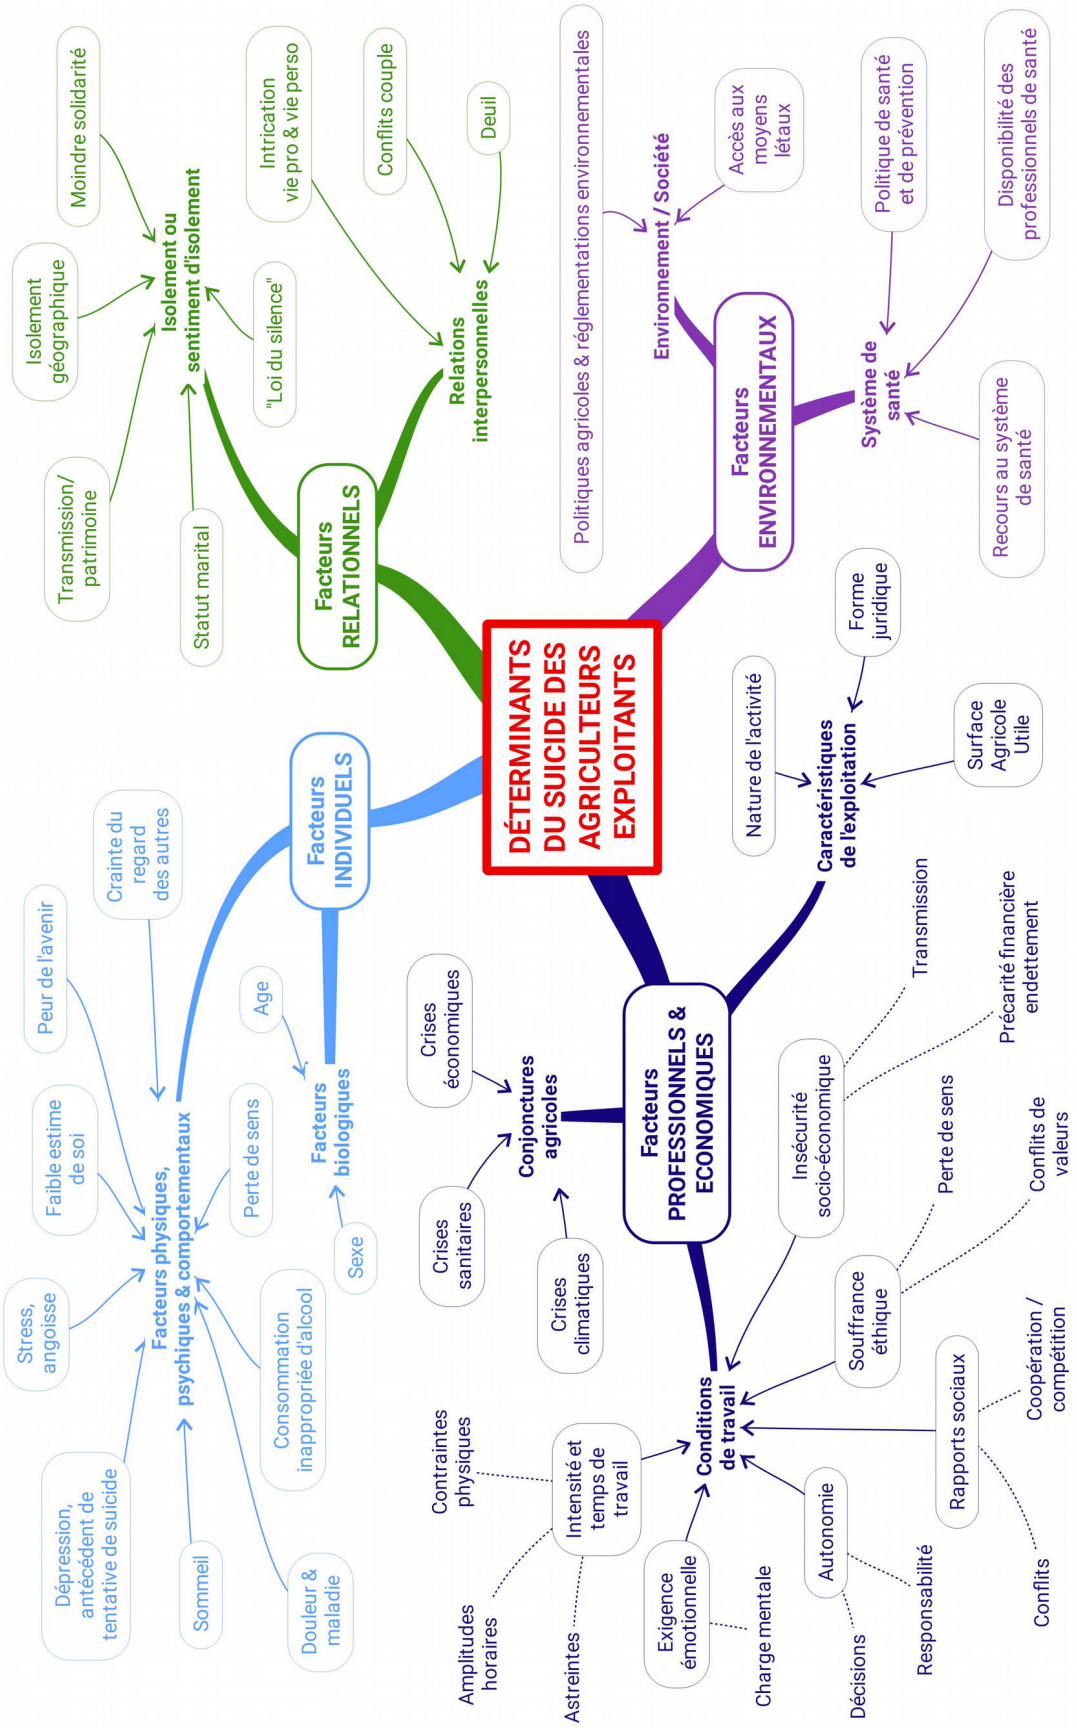 DÉTERMINANTS
DU SUICIDE DES
AGRICULTEURS
EXPLOITANTS
Facteurs
INDIVIDUELS
Facteurs physiques,
psychiques & comportementaux
Dépression,
antécédent de
tentative de suicide
Stress,
angoisse
Faible estime
de soi
Peur de l'avenir
Crainte du
regard
des autres
Sommeil
Douleur &
maladie
Consommation
inappropriée d'alcool
Perte de sens
Facteurs
biologiques
Age
Sexe
Facteurs
RELATIONNELS
Isolement ou
sentiment d'isolement
Transmission/
patrimoine
Isolement
géographique
Moindre solidarité
Statut marital
"Loi du silence"
Relations
interpersonnelles
Intrication
vie pro & vie perso
Conflits couple
Deuil
Facteurs
PROFESSIONNELS &
ECONOMIQUES
Conjonctures
agricoles
Crises
économiques
Crises
sanitaires
Crises
climatiques
Conditions
de travail
Intensité et
temps de
travail
Contraintes
physiques
Amplitudes
horaires
Astreintes
Exigence
émotionnelle
Charge mentale
Autonomie
Décisions
Responsabilité
Rapports sociaux
Conflits
Coopération /
compétition
Souffrance
éthique
Perte de sens
Conflits de
valeurs
Insécurité
socio-économique
Transmission
Précarité financière
endettement
Caractéristiques
de l'exploitation
Nature de l'activité
Forme
juridique
Surface
Agricole
Utile
Facteurs
ENVIRONNEMENTAUX
Environnement / Société
Politiques agricoles & réglementations environnementales
Accès aux
moyens
létaux
Système de
santé
Politique de santé
et de prévention
Disponibilité des
professionnels de santé
Recours au système
de santé